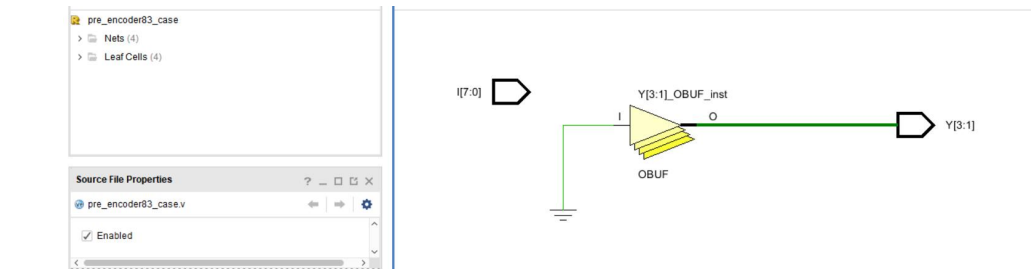 pre_encoder83_case
> Nets (4)
> Leaf Cells (4)
Source File Properties
? _ □ X
pre_encoder83_case.v
Enabled
I[7:0]
Y[3:1]_OBUF_inst
I
O
OBUF
Y[3:1]